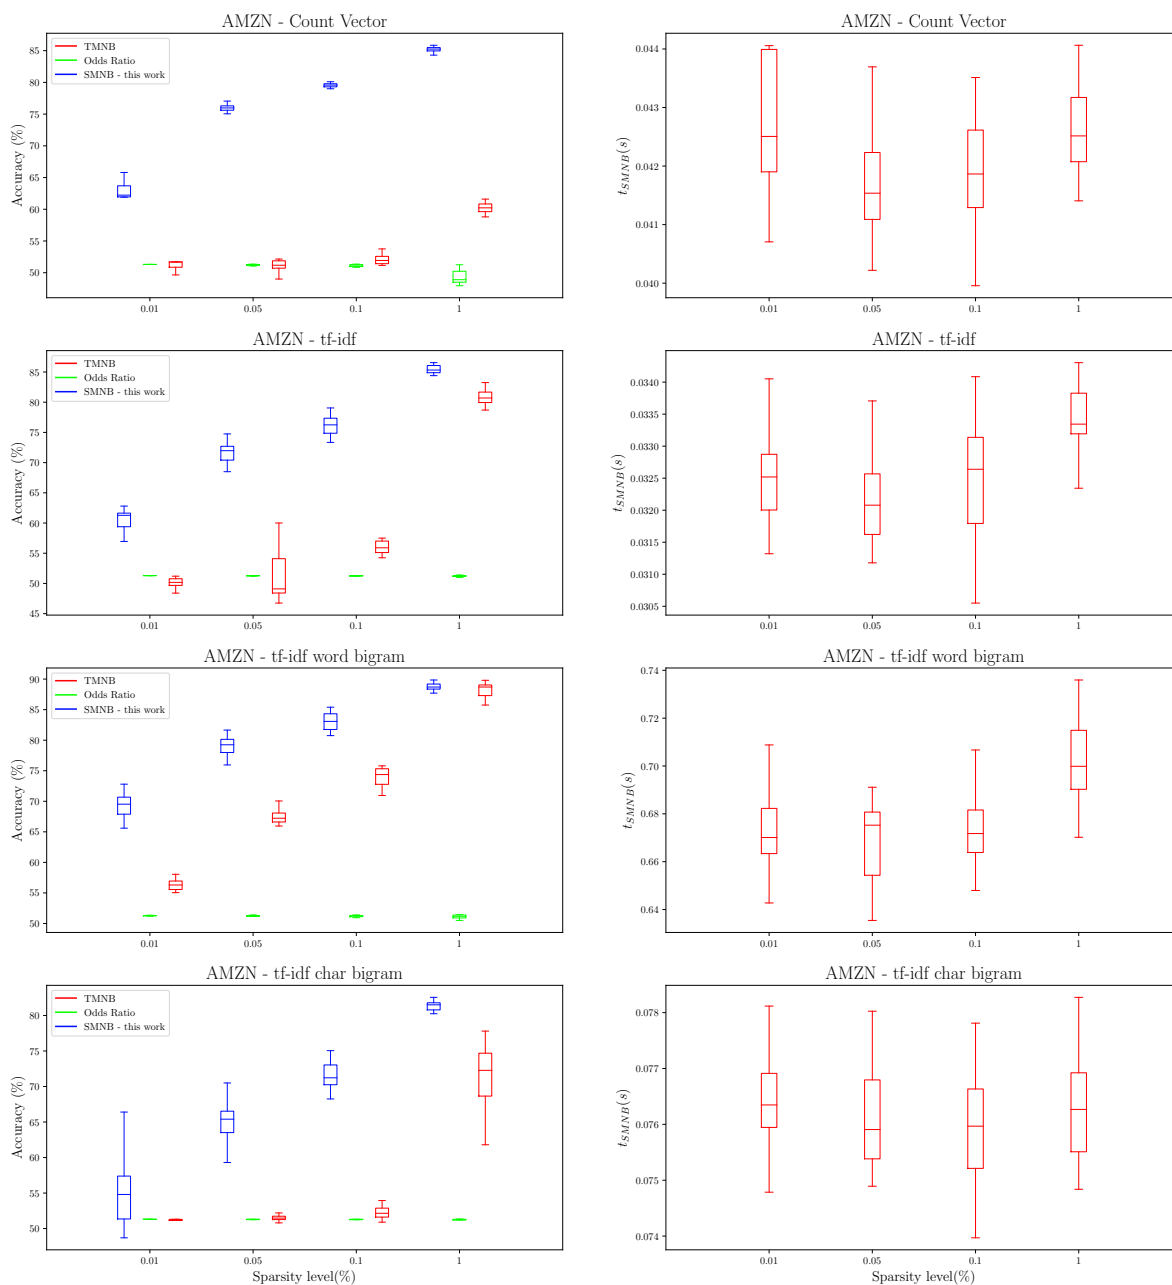 AMZN - Count Vector
TMNB
Odds Ratio
SMNB - this work
Accuracy (%)
85
80
75
70
65
60
55
50
0.01 0.05 0.1 1
AMZN - Count Vector
t_SMNB(s)
0.044
0.043
0.042
0.041
0.040
0.01 0.05 0.1 1
AMZN - tf-idf
TMNB
Odds Ratio
SMNB - this work
Accuracy (%)
85
80
75
70
65
60
55
50
45
0.01 0.05 0.1 1
AMZN - tf-idf
t_SMNB(s)
0.0340
0.0335
0.0330
0.0325
0.0320
0.0315
0.0310
0.0305
0.01 0.05 0.1 1
AMZN - tf-idf word bigram
TMNB
Odds Ratio
SMNB - this work
Accuracy (%)
90
85
80
75
70
65
60
55
50
0.01 0.05 0.1 1
AMZN - tf-idf word bigram
t_SMNB(s)
0.74
0.72
0.70
0.68
0.66
0.64
0.01 0.05 0.1 1
AMZN - tf-idf char bigram
TMNB
Odds Ratio
SMNB - this work
Accuracy (%)
80
75
70
65
60
55
50
0.01 0.05 0.1 1
Sparsity level(%)
AMZN - tf-idf char bigram
t_SMNB(s)
0.078
0.077
0.076
0.075
0.074
0.01 0.05 0.1 1
Sparsity level(%)